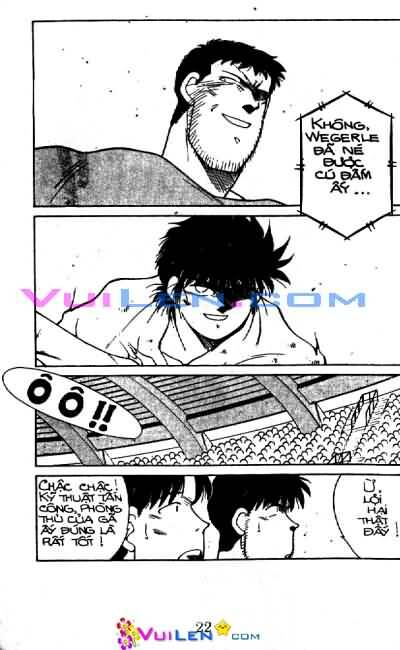 KHÔNG,
WEGERLE
ĐÃ NÉ
ĐƯỢC
CÚ ĐẤM
ẤY...
VUILEN.COM
Ô Ồ!!
CHẮC CHẮC!
KỸ THUẬT TẤN
CÔNG, PHÒNG
THỦ CỦA GÃ
ẤY ĐÚNG LÀ
RẤT TỐT!
Ừ,
LỢI
HẠI
THẬT
ĐẤY!
22
VUILEN.COM